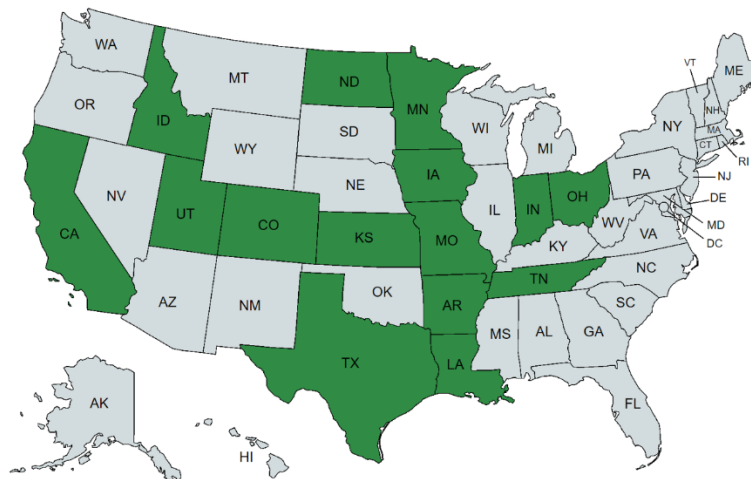 WA
MT
ND
MN
VT
ME
OR
ID
WY
SD
WI
MI
NY
NH
MA
CT
RI
NV
UT
CO
NE
IA
IL
IN
OH
PA
NJ
DE
MD
DC
CA
KS
MO
KY
WV
VA
AZ
NM
OK
AR
TN
NC
SC
TX
LA
MS
AL
GA
FL
AK
HI